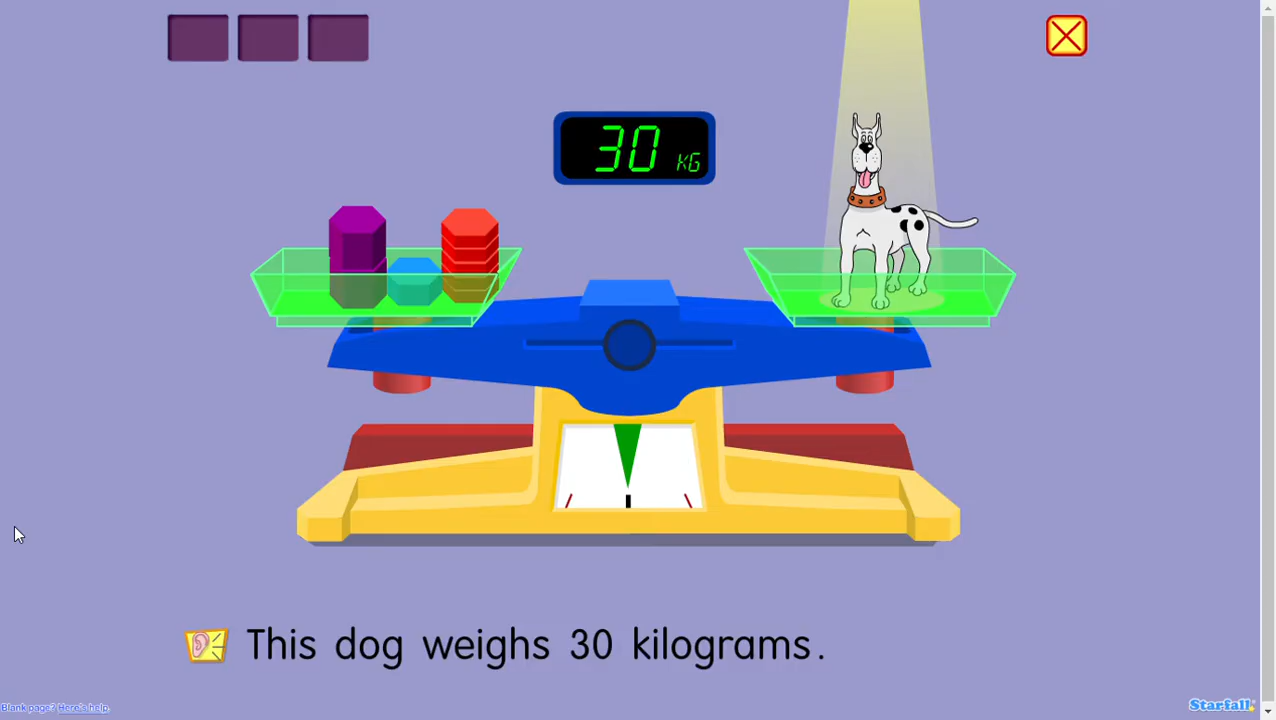 30 KG
This dog weighs 30 kilograms.
Blank page? Here's help.
Starfall